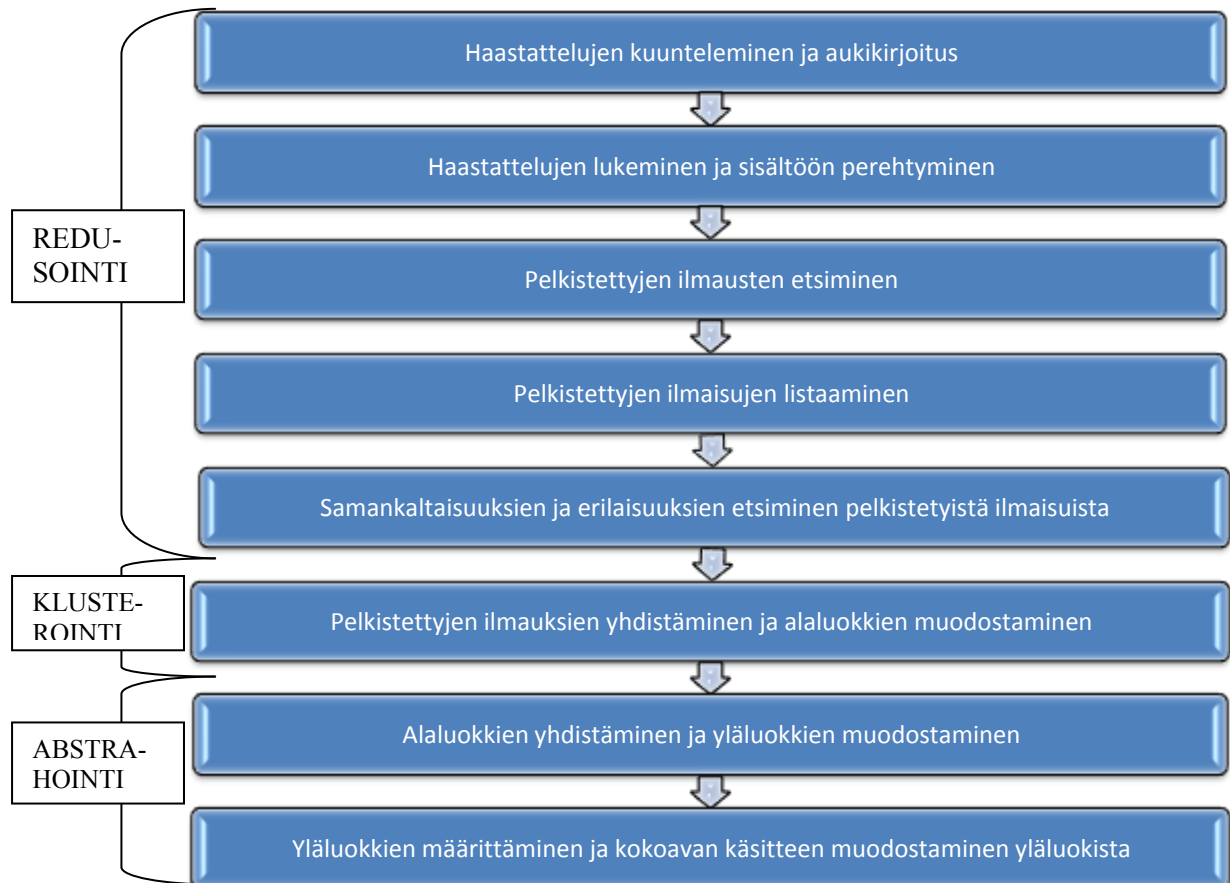 Haastattelujen kuunteleminen ja aukikirjoitus
Haastattelujen lukeminen ja sisältöön perehtyminen
REDU-
SOINTI
Pelkistettyjen ilmausten etsiminen
Pelkistettyjen ilmaisujen listaaminen
Samankaltaisuuksien ja erilaisuuksien etsiminen pelkistetyistä ilmaisuista
KLUSTE-
ROINTI
Pelkistettyjen ilmauksien yhdistäminen ja alaluokkien muodostaminen
ABSTRA-
HOINTI
Alaluokkien yhdistäminen ja yläluokkien muodostaminen
Yläluokkien määrittäminen ja kokoavan käsitteen muodostaminen yläluokista